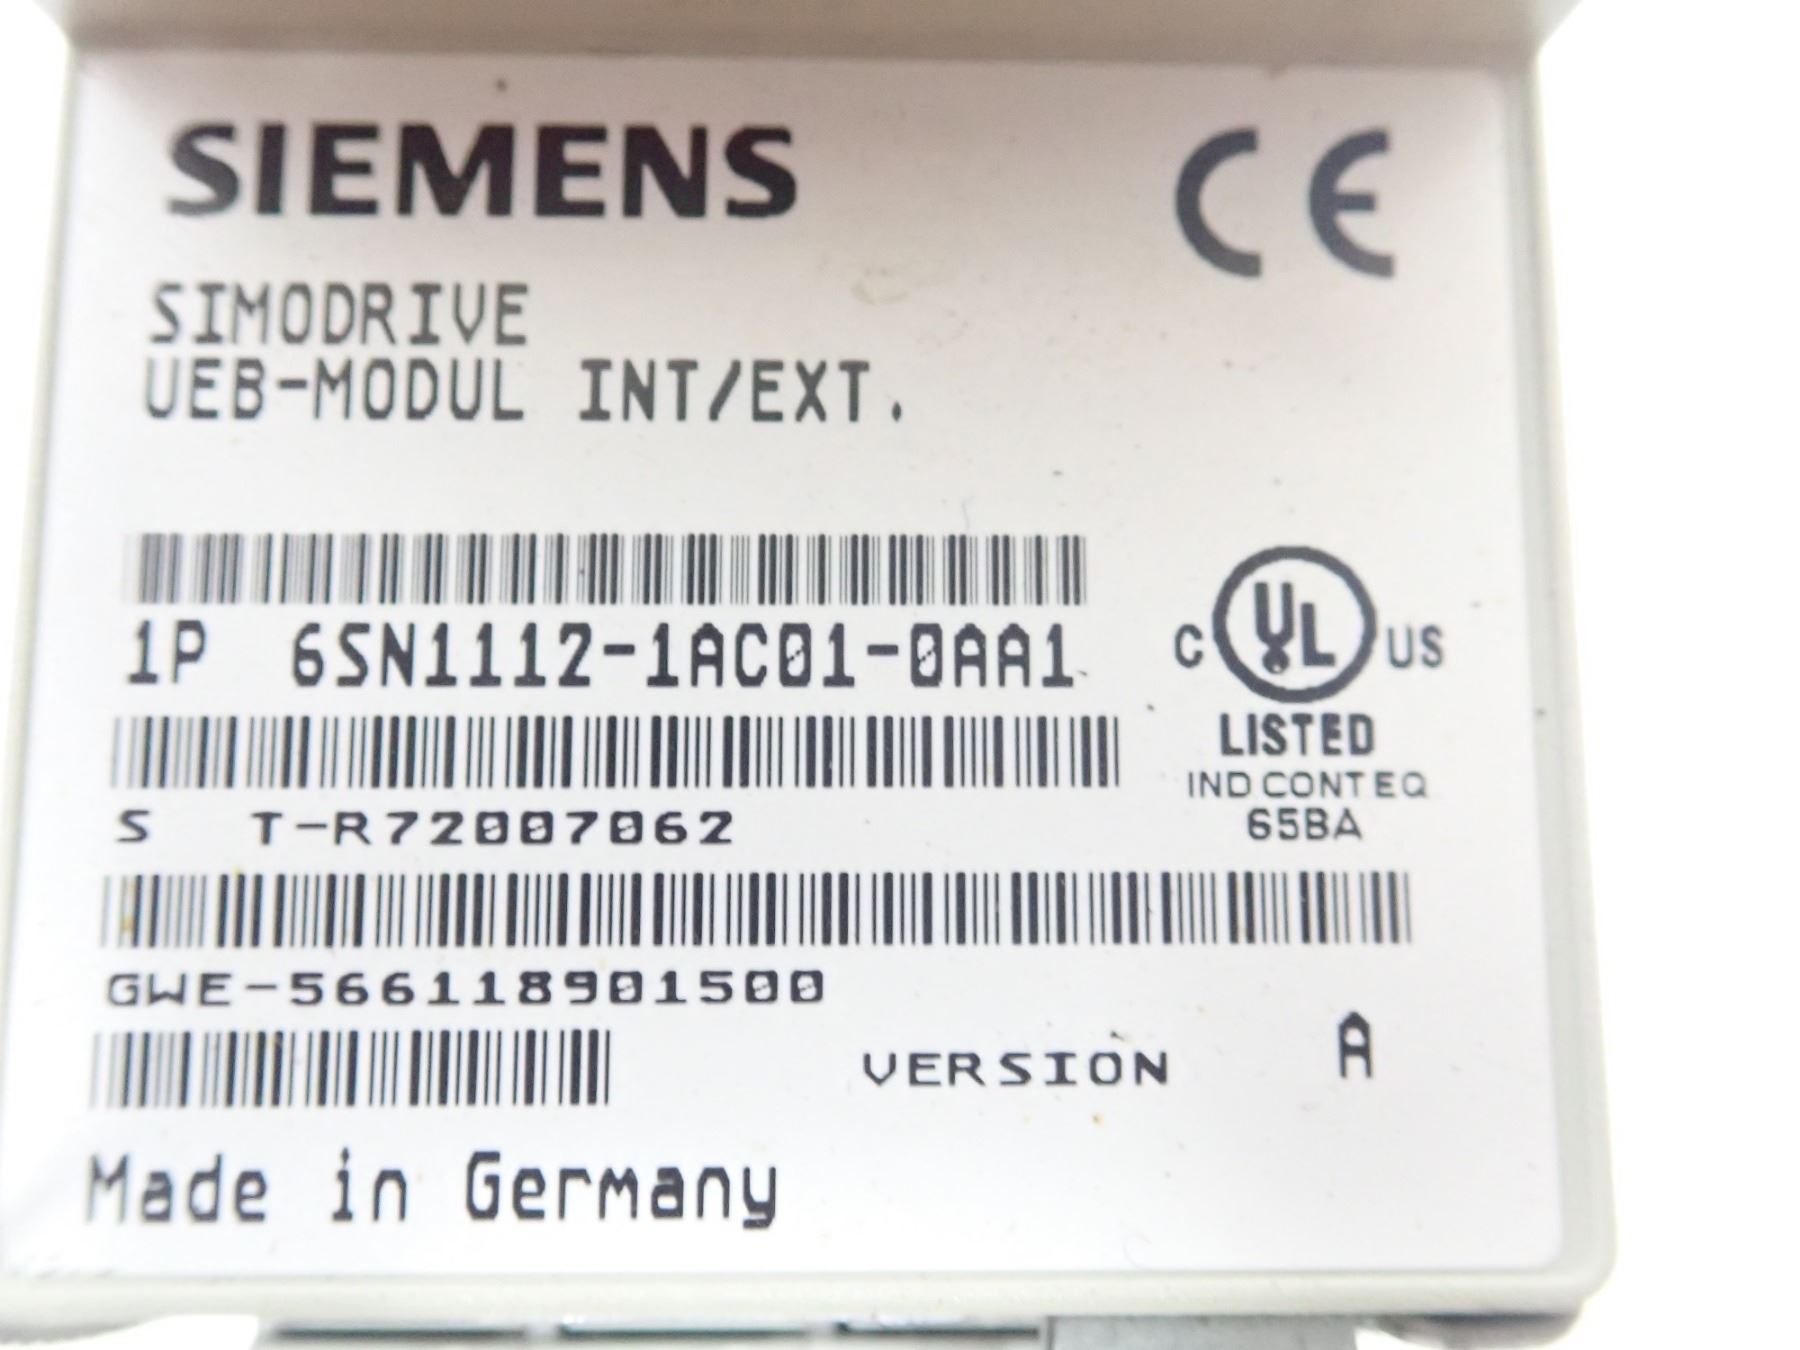 SIEMENS
CE
SIMODRIVE
UEB-MODUL INT/EXT.
1P 6SN1112-1AC01-0AA1
C UL US
LISTED
IND CONT EQ
65BA
S T-R72007062
GWE-566118901500
VERSION A
Made in Germany